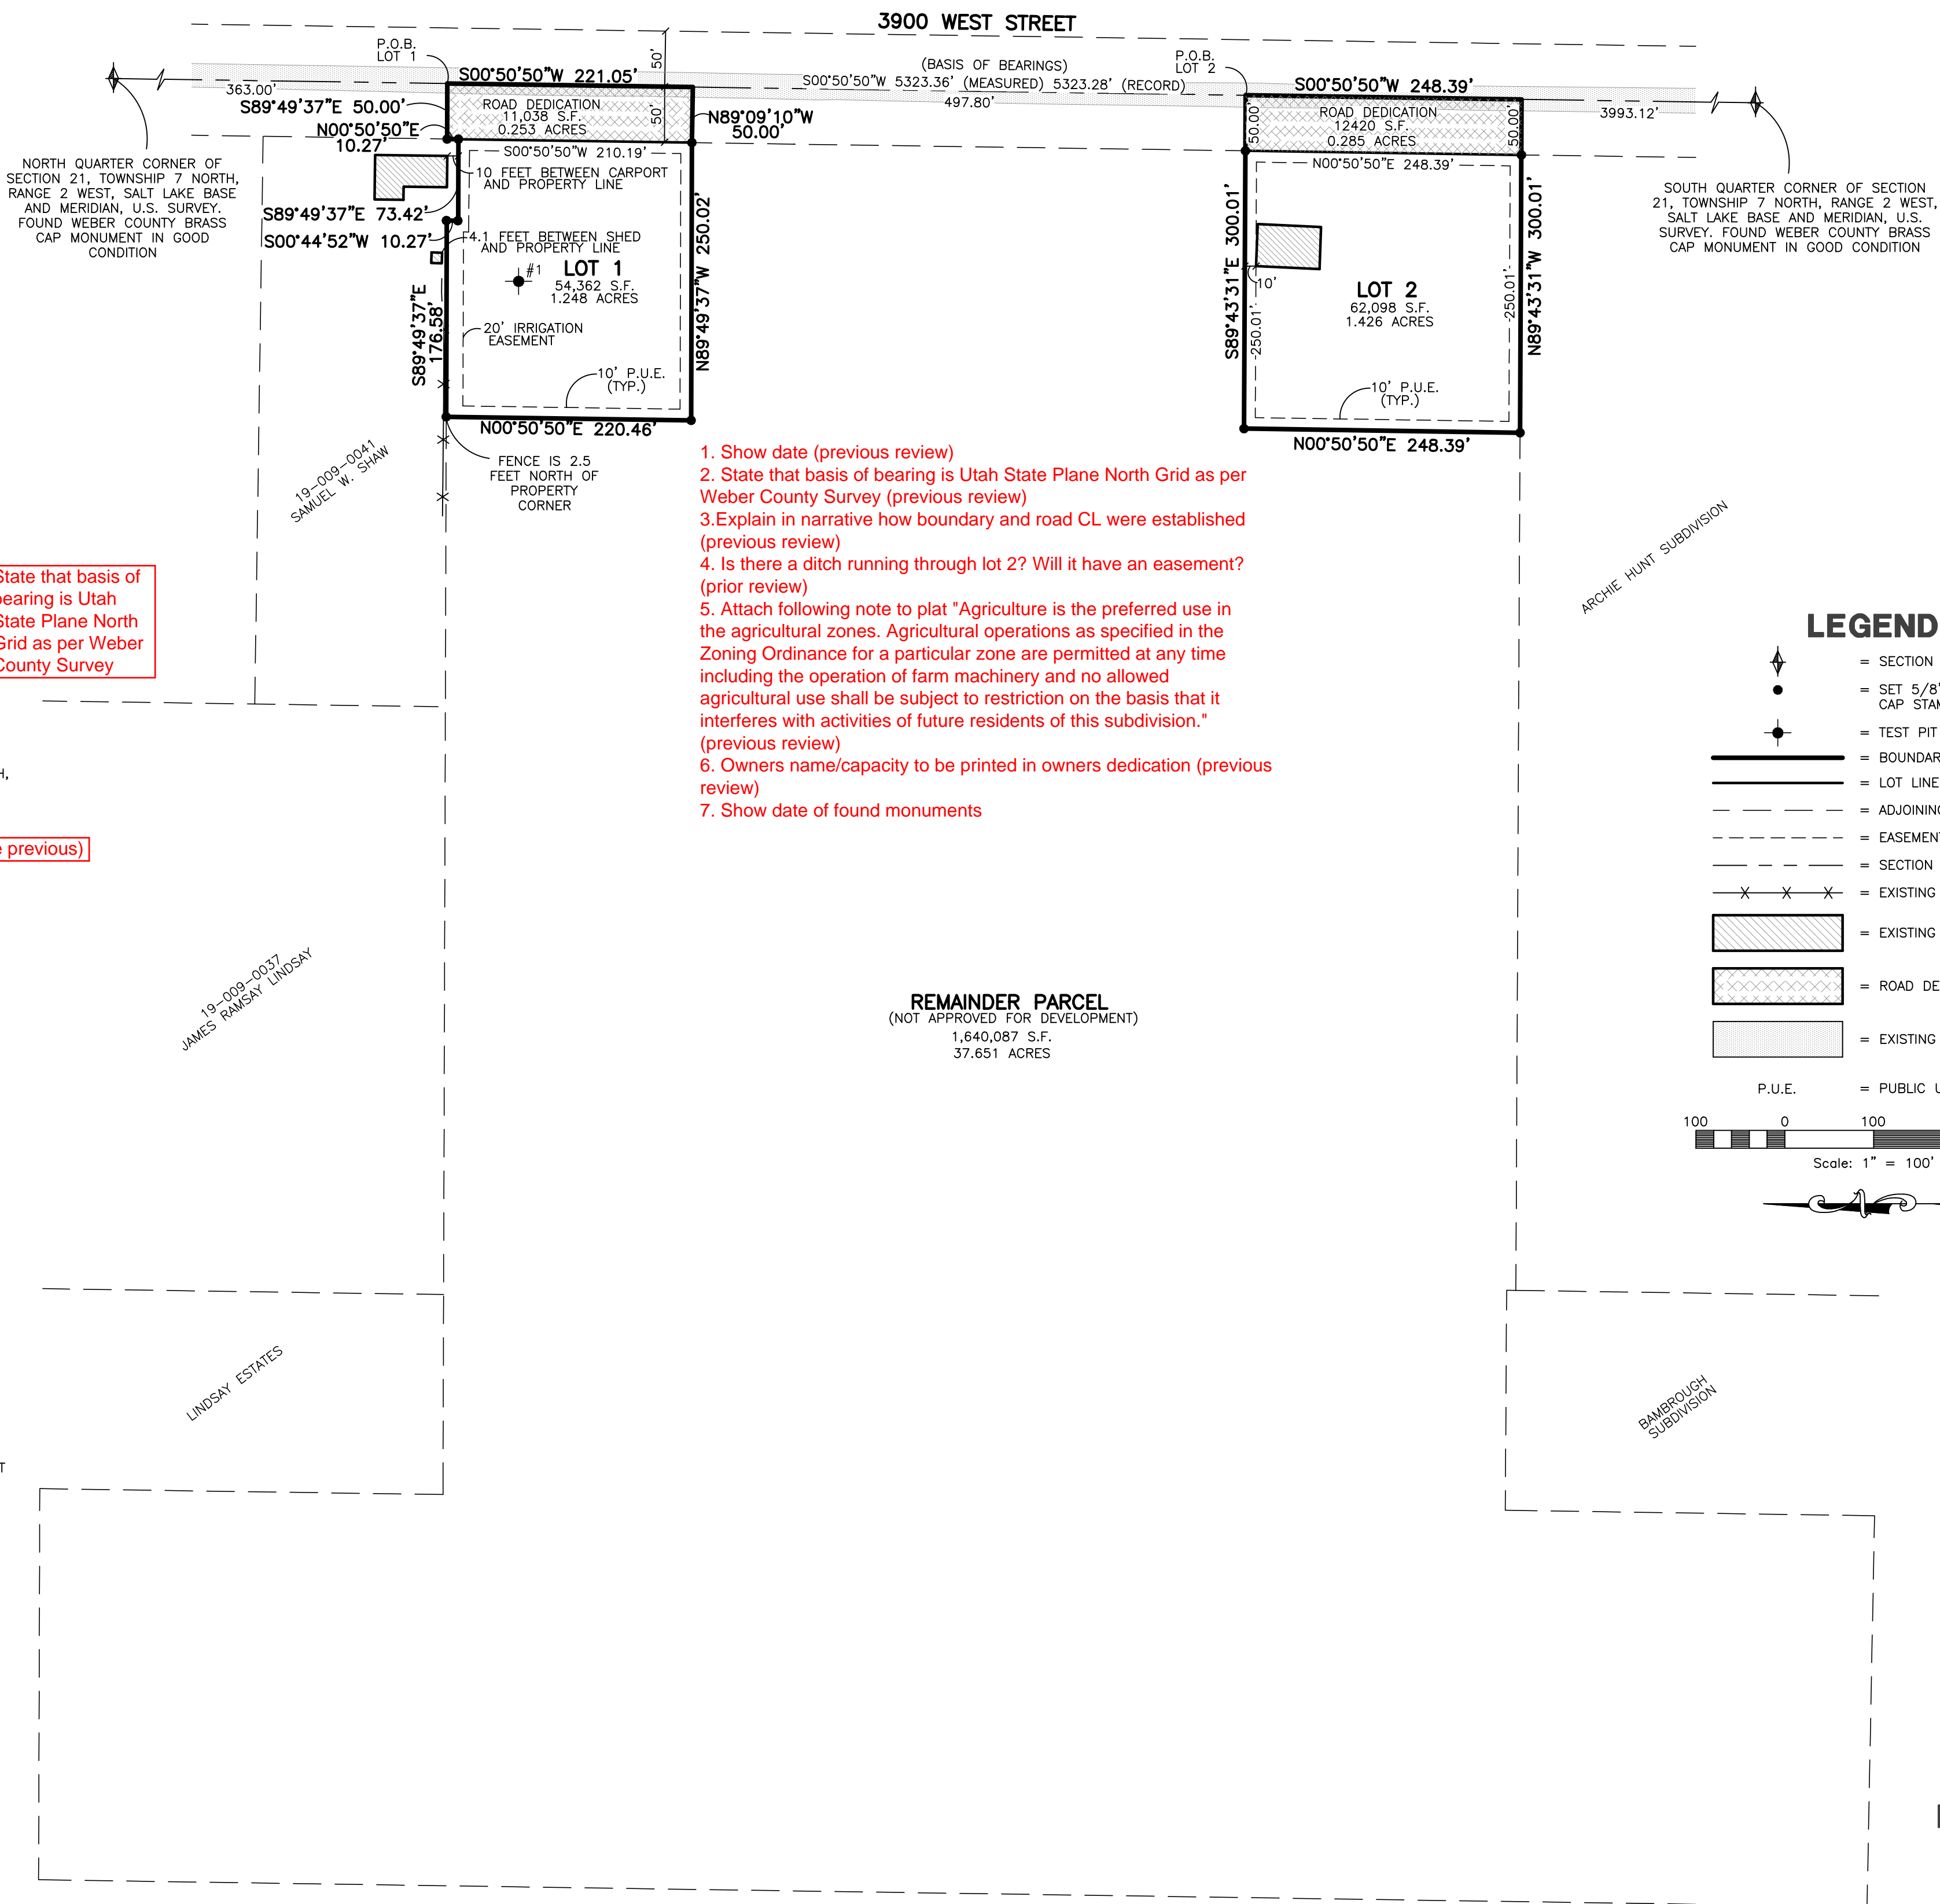 3900 WEST STREET
P.O.B.
LOT 1
50'
S00°50'50"W 221.05'
(BASIS OF BEARINGS)
S00°50'50"W 5323.36' (MEASURED) 5323.28' (RECORD)
497.80'
P.O.B.
LOT 2
S00°50'50"W 248.39'
363.00'
3993.12'
S89°49'37"E 50.00'
ROAD DEDICATION
11,038 S.F.
0.253 ACRES
50'
N89°09'10"W
50.00'
50.00'
ROAD DEDICATION
12420 S.F.
0.285 ACRES
50.00'
N00°50'50"E
10.27'
S00°50'50"W 210.19'
N00°50'50"E 248.39'
NORTH QUARTER CORNER OF
SECTION 21, TOWNSHIP 7 NORTH,
RANGE 2 WEST, SALT LAKE BASE
AND MERIDIAN, U.S. SURVEY.
FOUND WEBER COUNTY BRASS
CAP MONUMENT IN GOOD
CONDITION
10 FEET BETWEEN CARPORT
AND PROPERTY LINE
S89°49'37"E 73.42'
S00°44'52"W 10.27'
4.1 FEET BETWEEN SHED
AND PROPERTY LINE
#1
LOT 1
54,362 S.F.
1.248 ACRES
N89°49'37"W 250.02'
S89°49'37"E
176.58'
20' IRRIGATION
EASEMENT
10' P.U.E.
(TYP.)
N00°50'50"E 220.46'
FENCE IS 2.5
FEET NORTH OF
PROPERTY
CORNER
S89°43'31"E 300.01'
250.01'
10'
LOT 2
62,098 S.F.
1.426 ACRES
250.01'
N89°43'31"W 300.01'
10' P.U.E.
(TYP.)
N00°50'50"E 248.39'
SOUTH QUARTER CORNER OF SECTION
21, TOWNSHIP 7 NORTH, RANGE 2 WEST,
SALT LAKE BASE AND MERIDIAN, U.S.
SURVEY. FOUND WEBER COUNTY BRASS
CAP MONUMENT IN GOOD CONDITION
19-009-0041
SAMUEL W. SHAW
1. Show date (previous review)
2. State that basis of bearing is Utah State Plane North Grid as per
Weber County Survey (previous review)
3.Explain in narrative how boundary and road CL were established
(previous review)
4. Is there a ditch running through lot 2? Will it have an easement?
(prior review)
5. Attach following note to plat "Agriculture is the preferred use in
the agricultural zones. Agricultural operations as specified in the
Zoning Ordinance for a particular zone are permitted at any time
including the operation of farm machinery and no allowed
agricultural use shall be subject to restriction on the basis that it
interferes with activities of future residents of this subdivision."
(previous review)
6. Owners name/capacity to be printed in owners dedication (previous
review)
7. Show date of found monuments
State that basis of
bearing is Utah
State Plane North
Grid as per Weber
County Survey
H,
e previous)
ARCHIE HUNT SUBDIVISION
LEGEND
= SECTION
= SET 5/8"
CAP STAM
= TEST PIT
= BOUNDAR
= LOT LINE
= ADJOINING
= EASEMENT
= SECTION
= EXISTING
= EXISTING
= ROAD DE
= EXISTING
P.U.E. = PUBLIC U
100 0 100
Scale: 1" = 100'
19-009-0037
JAMES RAMSAY LINDSAY
REMAINDER PARCEL
(NOT APPROVED FOR DEVELOPMENT)
1,640,087 S.F.
37.651 ACRES
LINDSAY ESTATES
BAMBROUGH
SUBDIVISION
T